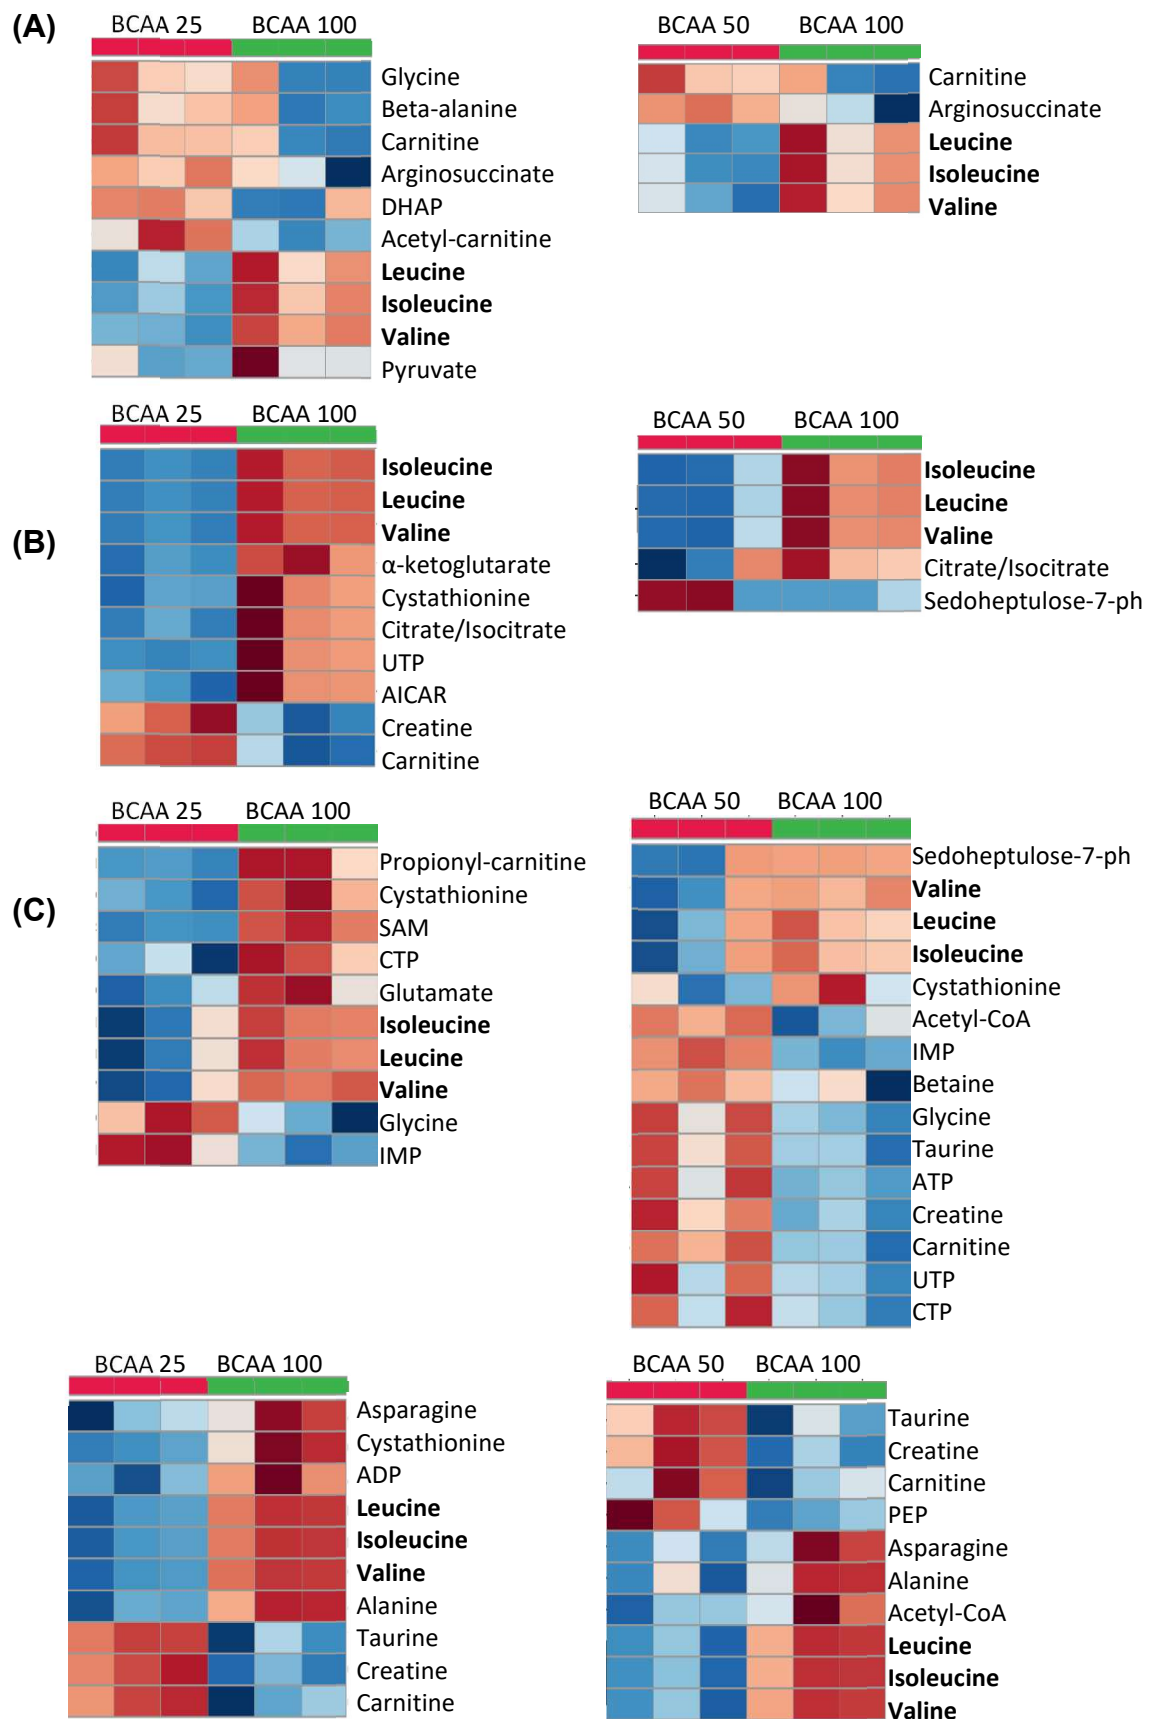 (A)
BCAA 25 BCAA 100
Glycine
Beta-alanine
Carnitine
Arginosuccinate
DHAP
Acetyl-carnitine
Leucine
Isoleucine
Valine
Pyruvate
BCAA 50 BCAA 100
Carnitine
Arginosuccinate
Leucine
Isoleucine
Valine
(B)
BCAA 25 BCAA 100
Isoleucine
Leucine
Valine
α-ketoglutarate
Cystathionine
Citrate/Isocitrate
UTP
AICAR
Creatine
Carnitine
BCAA 50 BCAA 100
Isoleucine
Leucine
Valine
Citrate/Isocitrate
Sedoheptulose-7-ph
(C)
BCAA 25 BCAA 100
Propionyl-carnitine
Cystathionine
SAM
CTP
Glutamate
Isoleucine
Leucine
Valine
Glycine
IMP
BCAA 50 BCAA 100
Sedoheptulose-7-ph
Valine
Leucine
Isoleucine
Cystathionine
Acetyl-CoA
IMP
Betaine
Glycine
Taurine
ATP
Creatine
Carnitine
UTP
CTP
BCAA 25 BCAA 100
Asparagine
Cystathionine
ADP
Leucine
Isoleucine
Valine
Alanine
Taurine
Creatine
Carnitine
BCAA 50 BCAA 100
Taurine
Creatine
Carnitine
PEP
Asparagine
Alanine
Acetyl-CoA
Leucine
Isoleucine
Valine